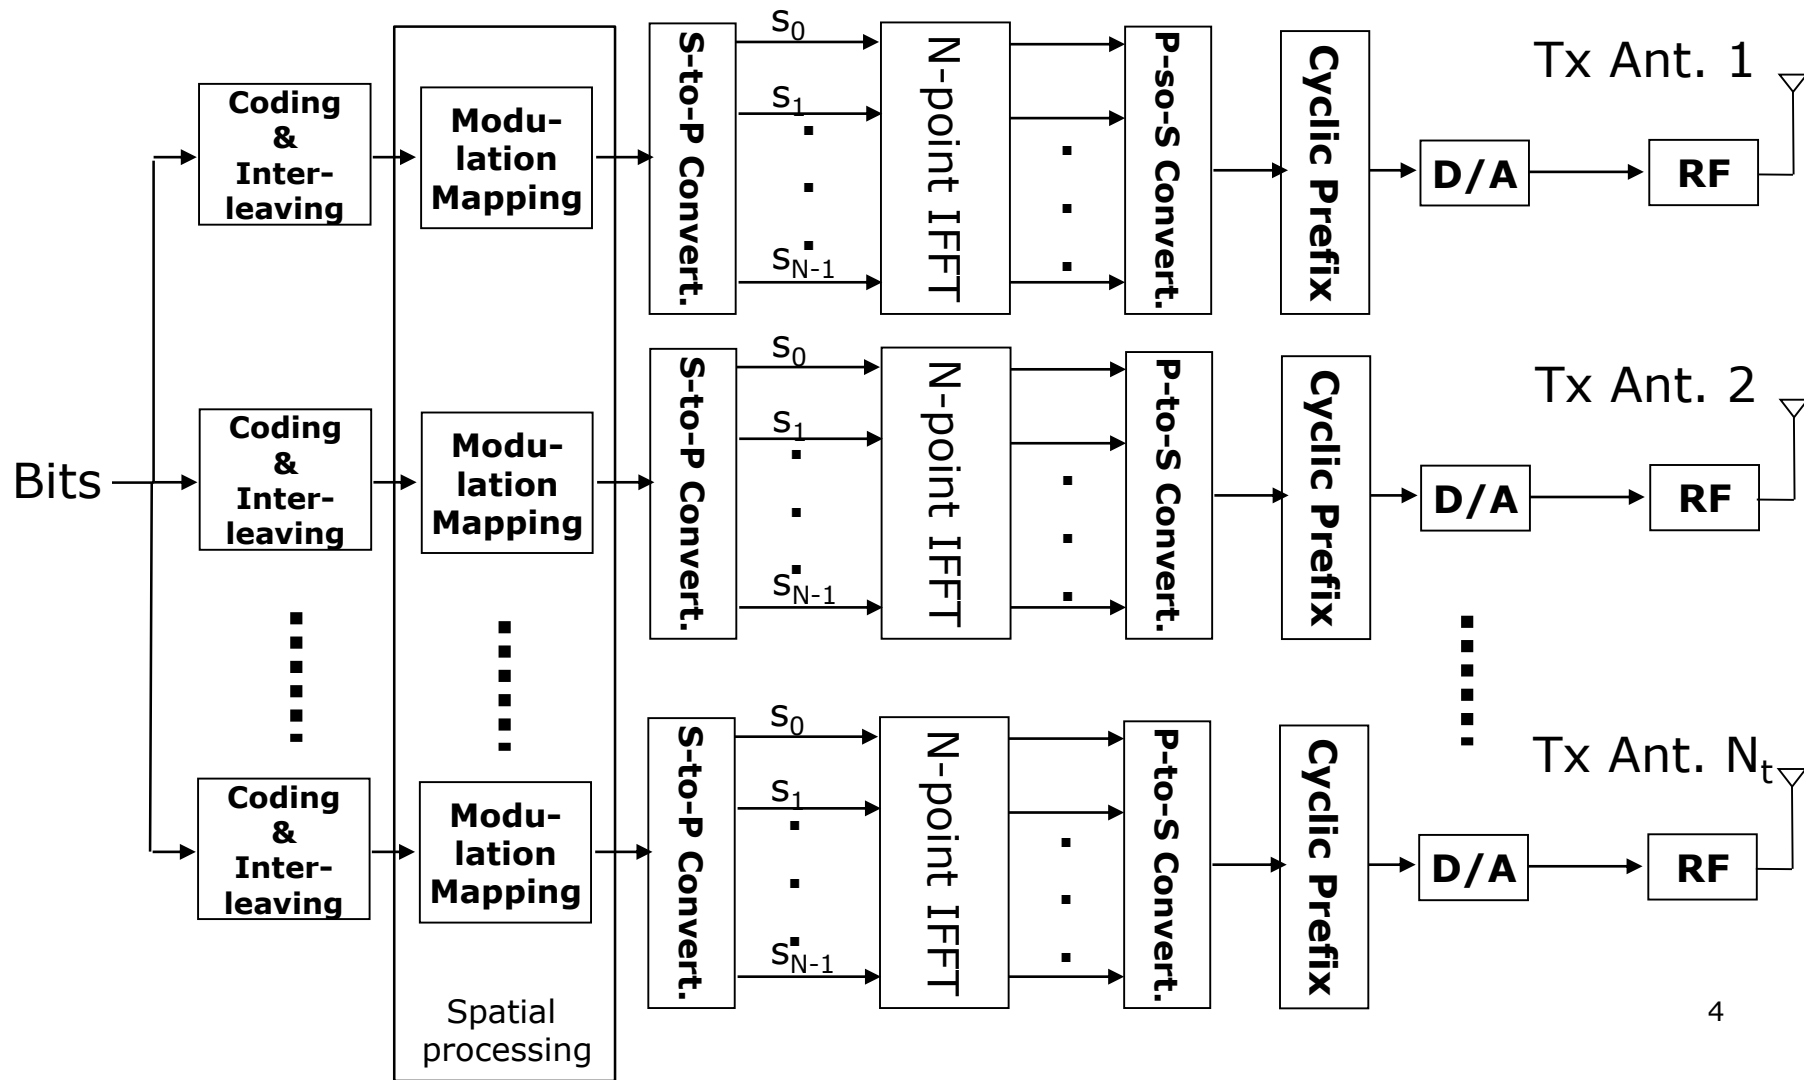 Coding
&
Inter-
leaving
Modu-
lation
Mapping
S-to-P Convert.
s0
s1
sN-1
N-point IFFT
P-so-S Convert.
Cyclic Prefix
D/A
RF
Tx Ant. 1
Bits
Coding
&
Inter-
leaving
Modu-
lation
Mapping
S-to-P Convert.
s0
s1
sN-1
N-point IFFT
P-to-S Convert.
Cyclic Prefix
D/A
RF
Tx Ant. 2
Coding
&
Inter-
leaving
Modu-
lation
Mapping
S-to-P Convert.
s0
s1
sN-1
N-point IFFT
P-to-S Convert.
Cyclic Prefix
D/A
RF
Tx Ant. Nt
Spatial
processing
4